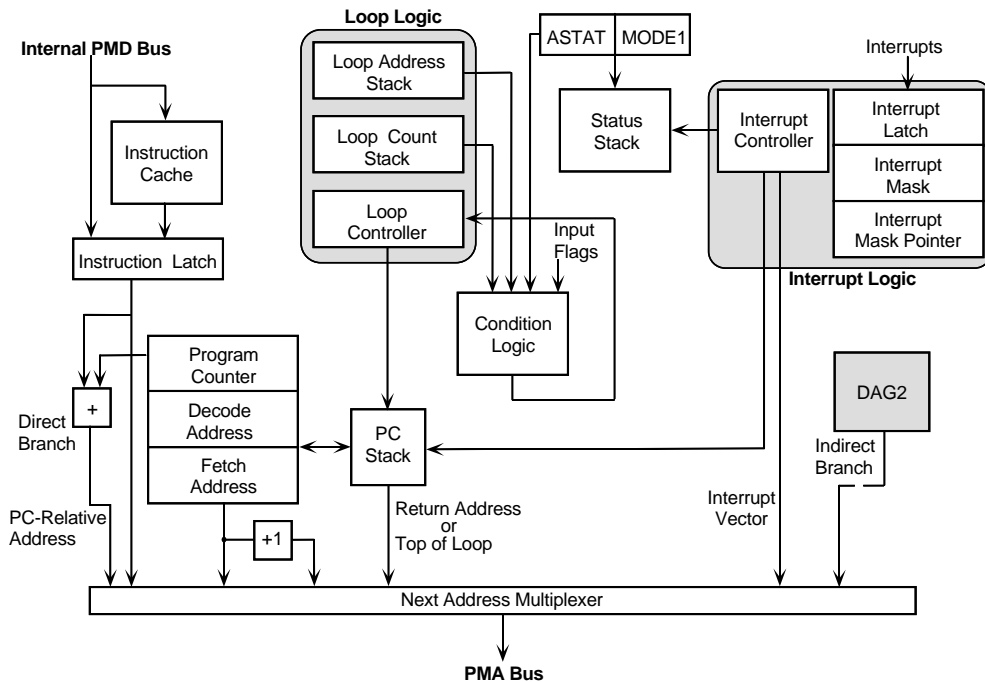 Loop Logic
Internal PMD Bus
ASTAT
MODE1
Interrupts
Loop Address
Stack
Loop Count
Stack
Loop
Controller
Status
Stack
Interrupt
Controller
Interrupt
Latch
Interrupt
Mask
Interrupt
Mask Pointer
Interrupt Logic
Instruction
Cache
Instruction Latch
Input
Flags
Condition
Logic
Program
Counter
Decode
Address
Fetch
Address
+
Direct
Branch
PC
Stack
DAG2
Indirect
Branch
PC-Relative
Address
+1
Return Address
or
Top of Loop
Interrupt
Vector
Next Address Multiplexer
PMA Bus